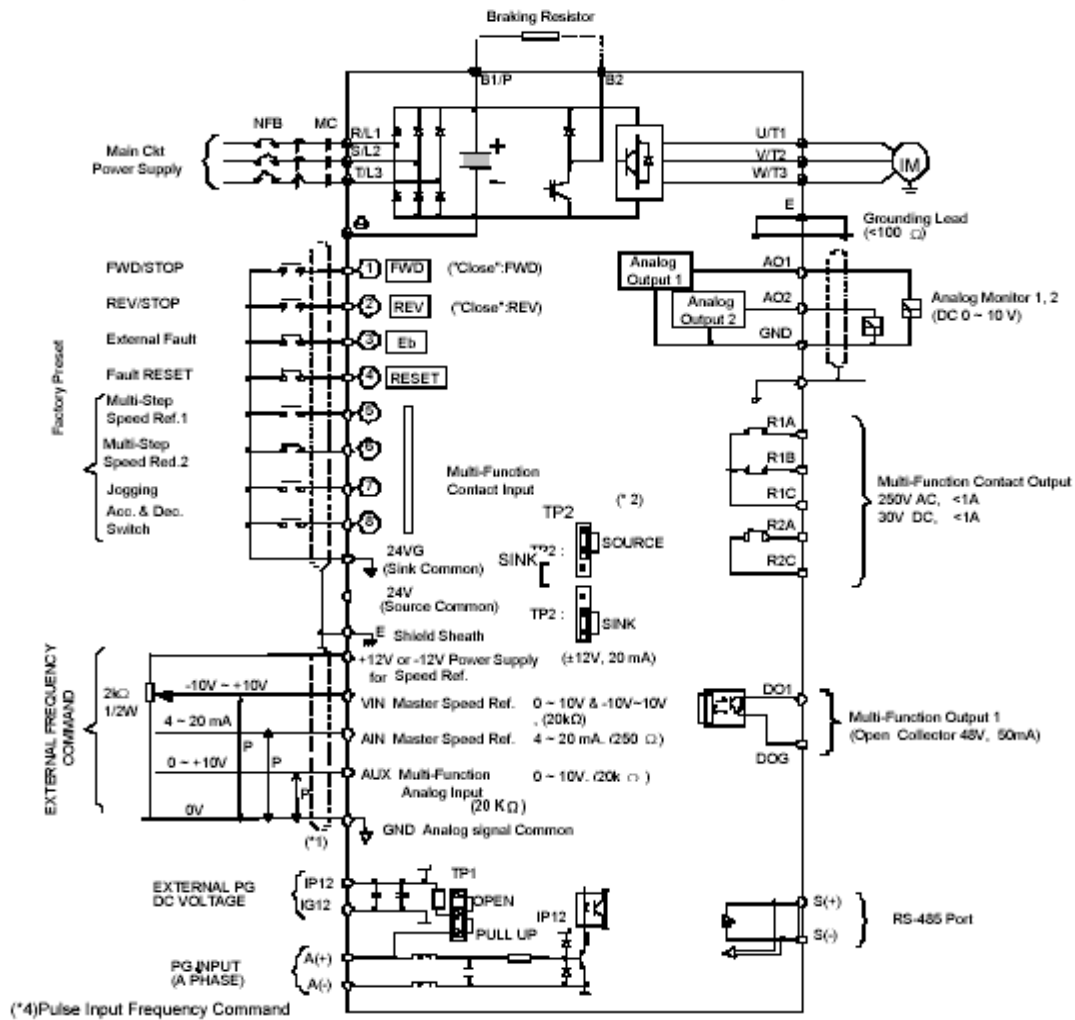 Braking Resistor
B1/P
B2
NFB
MC
R/L1
S/L2
T/L3
Main Ckt
Power Supply
+
−
U/T1
V/T2
W/T3
IM
E
Grounding Lead
(<100 Ω)
FWD/STOP
1
FWD
("Close":FWD)
REV/STOP
2
REV
("Close":REV)
External Fault
3
Eb
Fault RESET
4
RESET
Factory Preset
Multi-Step
Speed Ref.1
5
Multi-Step
Speed Red.2
6
Jogging
7
Acc. & Dec.
Switch
8
Multi-Function
Contact Input
Analog
Output 1
Analog
Output 2
AO1
AO2
GND
Analog Monitor 1, 2
(DC 0 ~ 10 V)
R1A
R1B
R1C
R2A
R2C
Multi-Function Contact Output
250V AC, <1A
30V DC, <1A
(* 2)
TP2
SOURCE
TP2 :
SINK
TP2 :
SINK
24VG
(Sink Common)
24V
(Source Common)
E
Shield Sheath
+12V or -12V Power Supply
for Speed Ref.
(±12V, 20 mA)
EXTERNAL FREQUENCY
COMMAND
2kΩ
1/2W
-10V ~ +10V
VIN Master Speed Ref.
0 ~ 10V & -10V~10V
, (20kΩ)
4 ~ 20 mA
AIN Master Speed Ref.
4 ~ 20 mA. (250 Ω)
0 ~ +10V
AUX Multi-Function
Analog Input
(20 KΩ)
0 ~ 10V. (20k Ω)
P
P
P
0V
GND Analog signal Common
(*1)
DO1
DOG
Multi-Function Output 1
(Open Collector 48V, 50mA)
EXTERNAL PG
DC VOLTAGE
IP12
IG12
TP1
OPEN
PULL UP
IP12
PG INPUT
(A PHASE)
A(+)
A(-)
S(+)
S(-)
RS-485 Port
(*4)Pulse Input Frequency Command